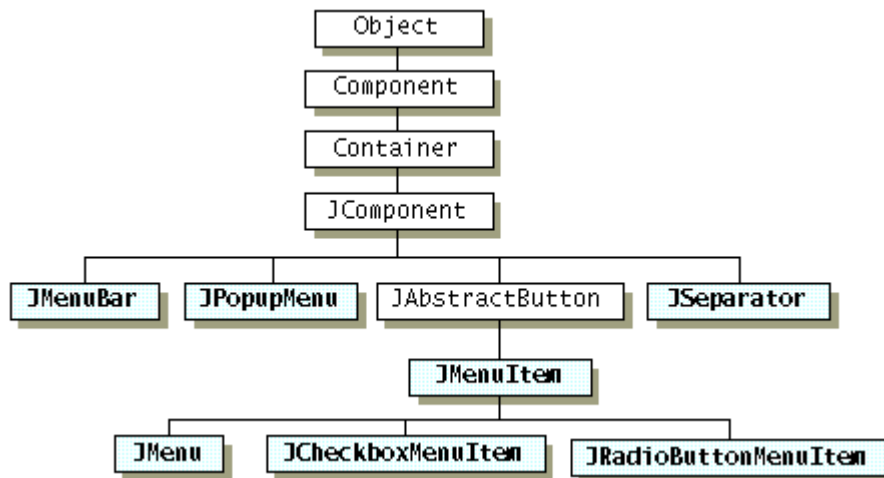 Object
Component
Container
JComponent
JMenuBar
JPopupMenu
JAbstractButton
JSeparator
JMenuItem
JMenu
JCheckboxMenuItem
JRadioButtonMenuItem